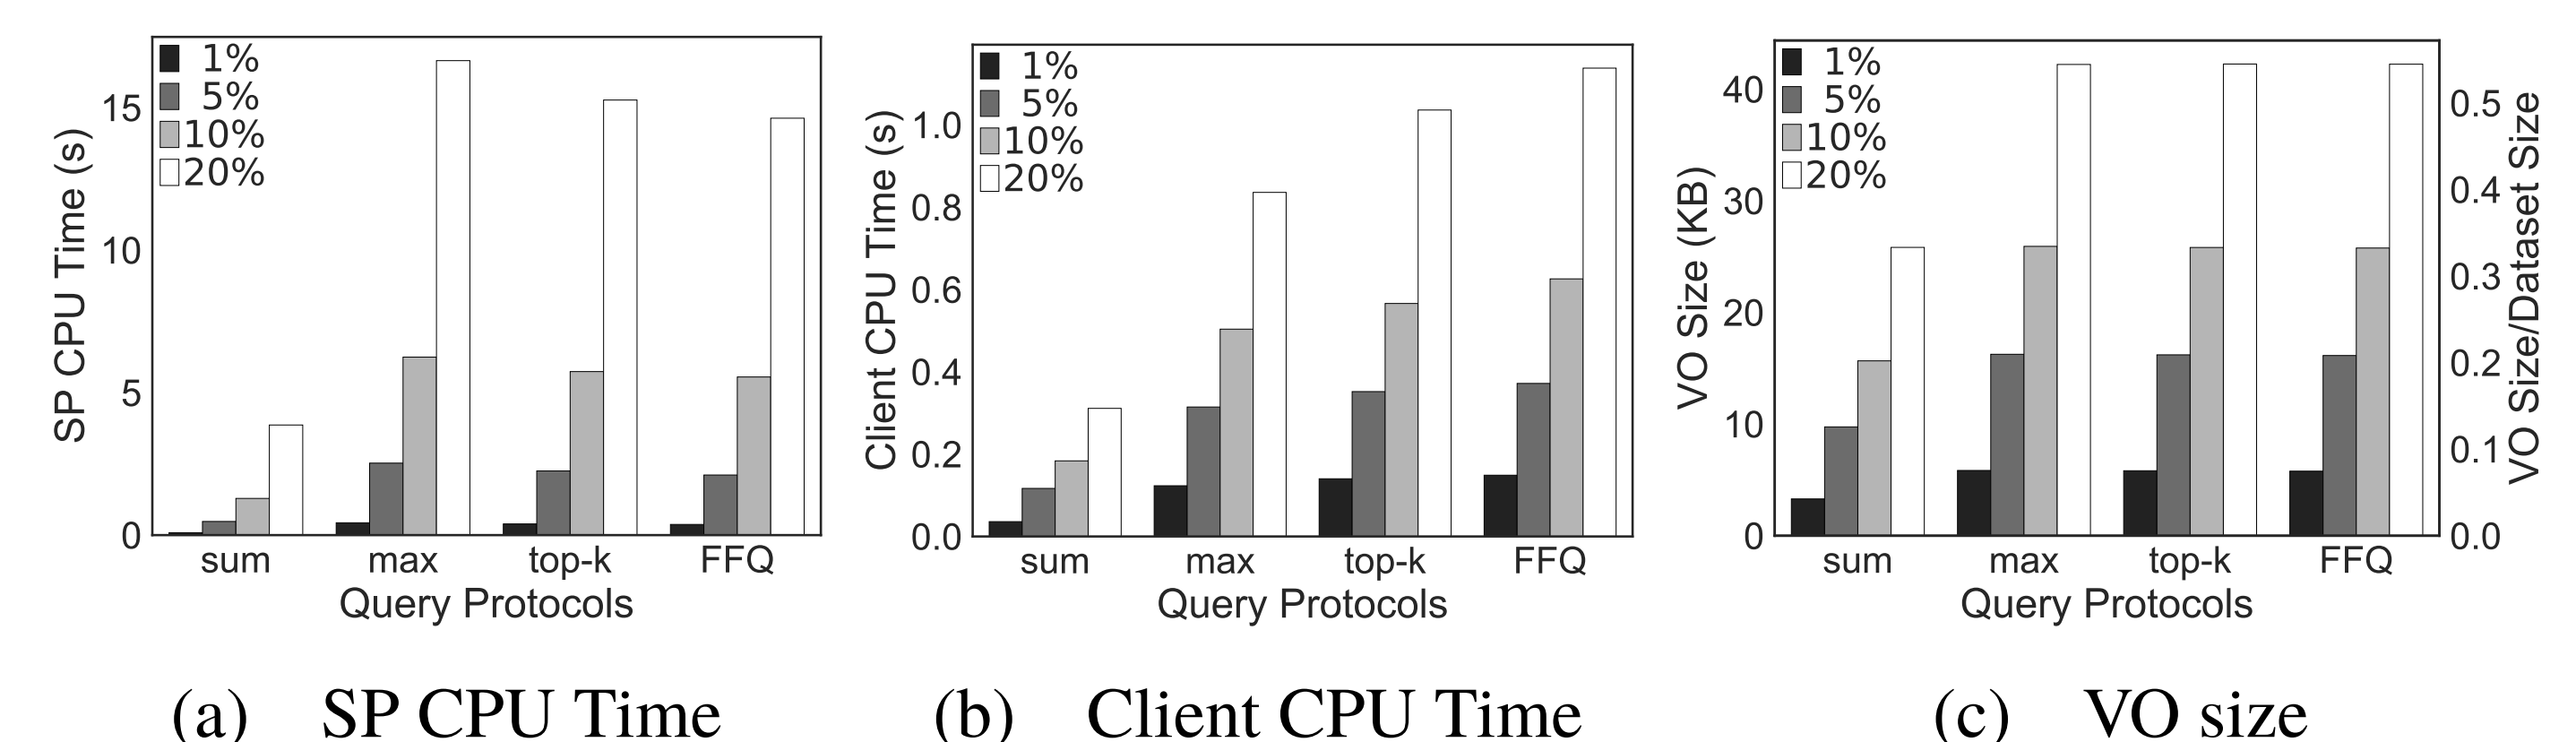 1%
5%
10%
20%
15
10
5
0
SP CPU Time (s)
sum max top-k FFQ
Query Protocols
(a) SP CPU Time
1%
5%
10%
20%
1.0
0.8
0.6
0.4
0.2
0.0
Client CPU Time (s)
sum max top-k FFQ
Query Protocols
(b) Client CPU Time
1%
5%
10%
20%
40
30
20
10
0
VO Size (KB)
0.5
0.4
0.3
0.2
0.1
0.0
VO Size/Dataset Size
sum max top-k FFQ
Query Protocols
(c) VO size